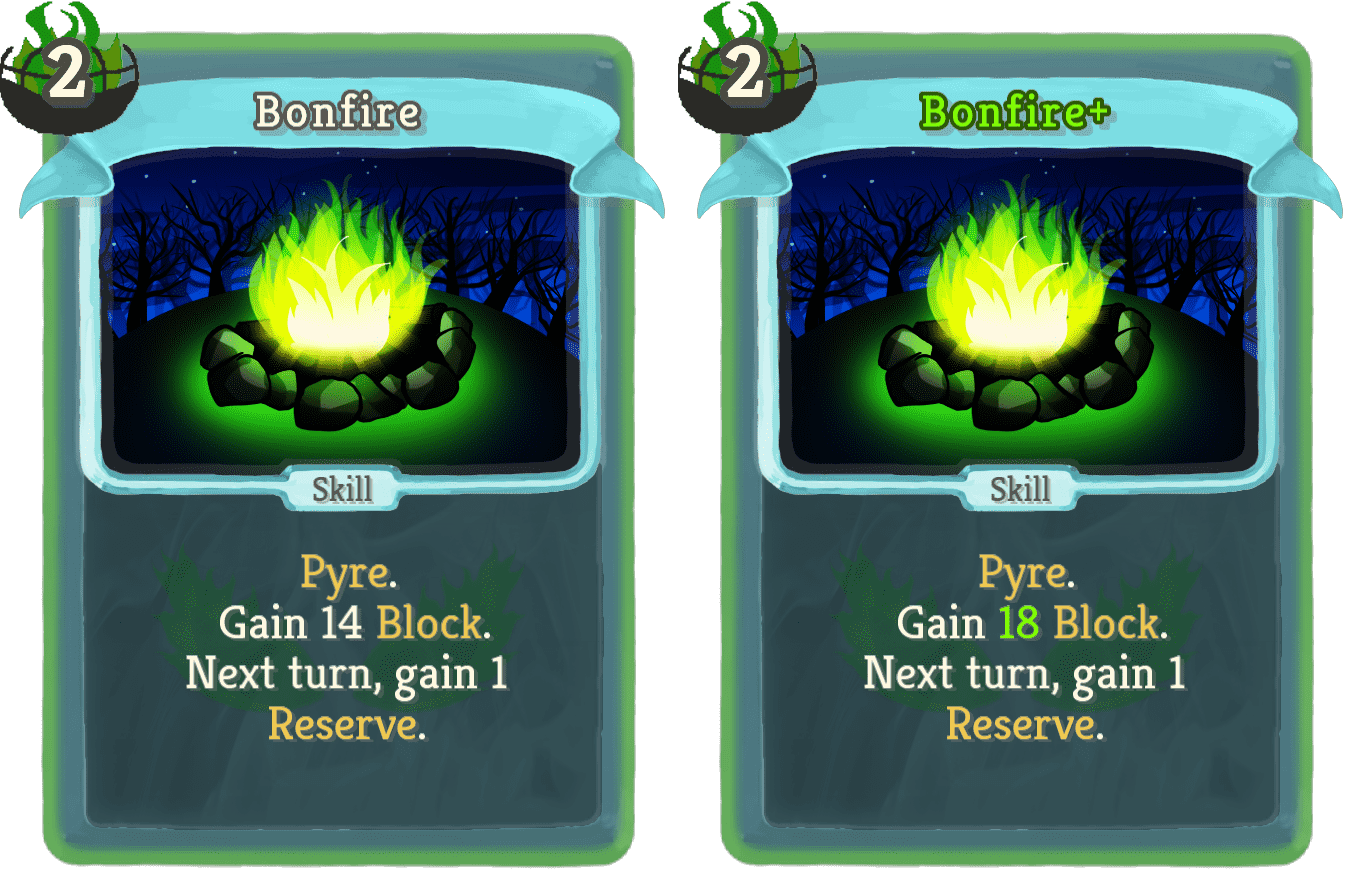 2
Bonfire
Skill
Pyre.
Gain 14 Block.
Next turn, gain 1
Reserve.
2
Bonfire+
Skill
Pyre.
Gain 18 Block.
Next turn, gain 1
Reserve.